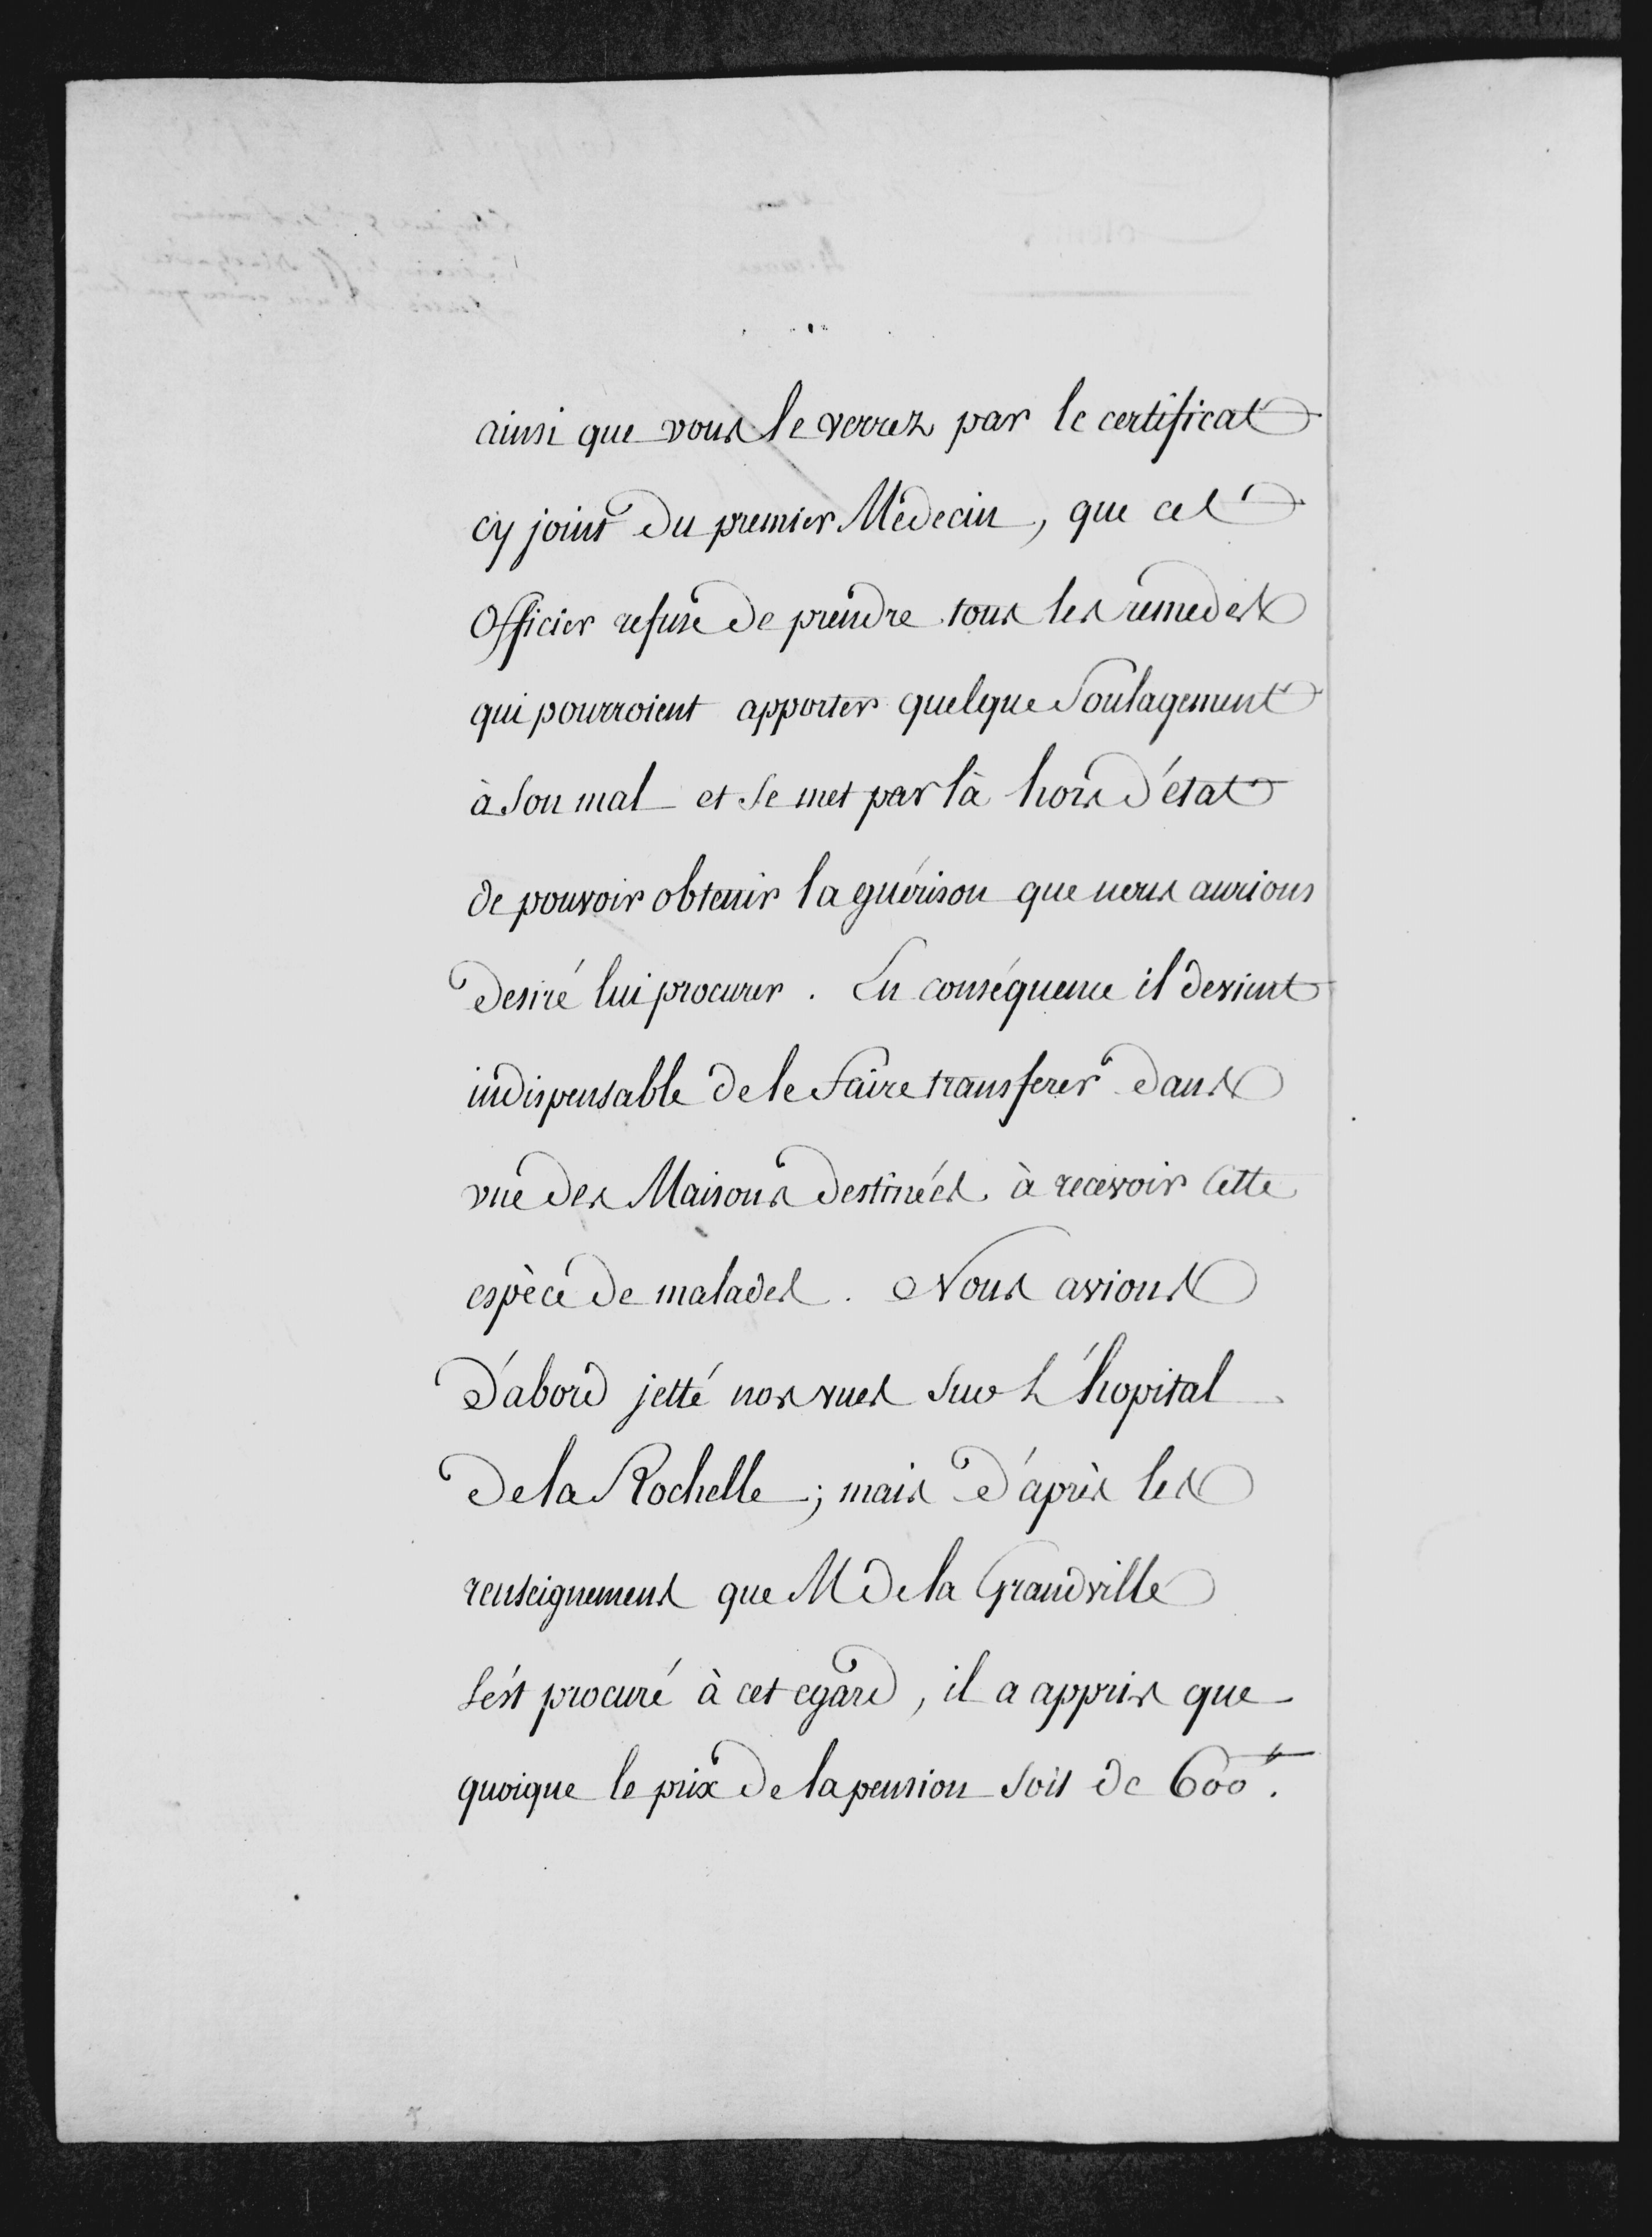 ainsi que vous le verrez par le certificat
cy joint du premier Médecin, que cet
Officier refuse de prendre tous les remedes
qui pourroient apporter quelque Soulagement
à Son mal et Se met par là hors d'état
de pouvoir obtenir la guérison que nous aurions
desiré lui procurer. En conséquence il devient
indispensable de le faire transferer dans
une des Maisons destinées à recevoir Cette
espèce de malades. Nous avions
d'abord jetté nos vues Sur L'hopital
de la Rochelle; mais d'après les
renseignemens que M de la Grandville
S'est procuré à cet egard, il a appris que
quoique le prix de la pension Soit de 600.